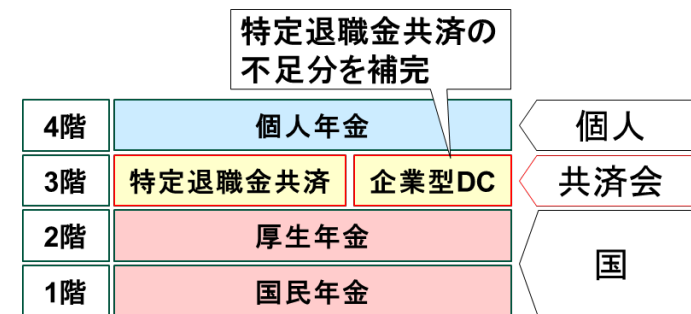 特定退職金共済の
不足分を補完
4階
個人年金
個人
3階
特定退職金共済
企業型DC
共済会
2階
厚生年金
国
1階
国民年金